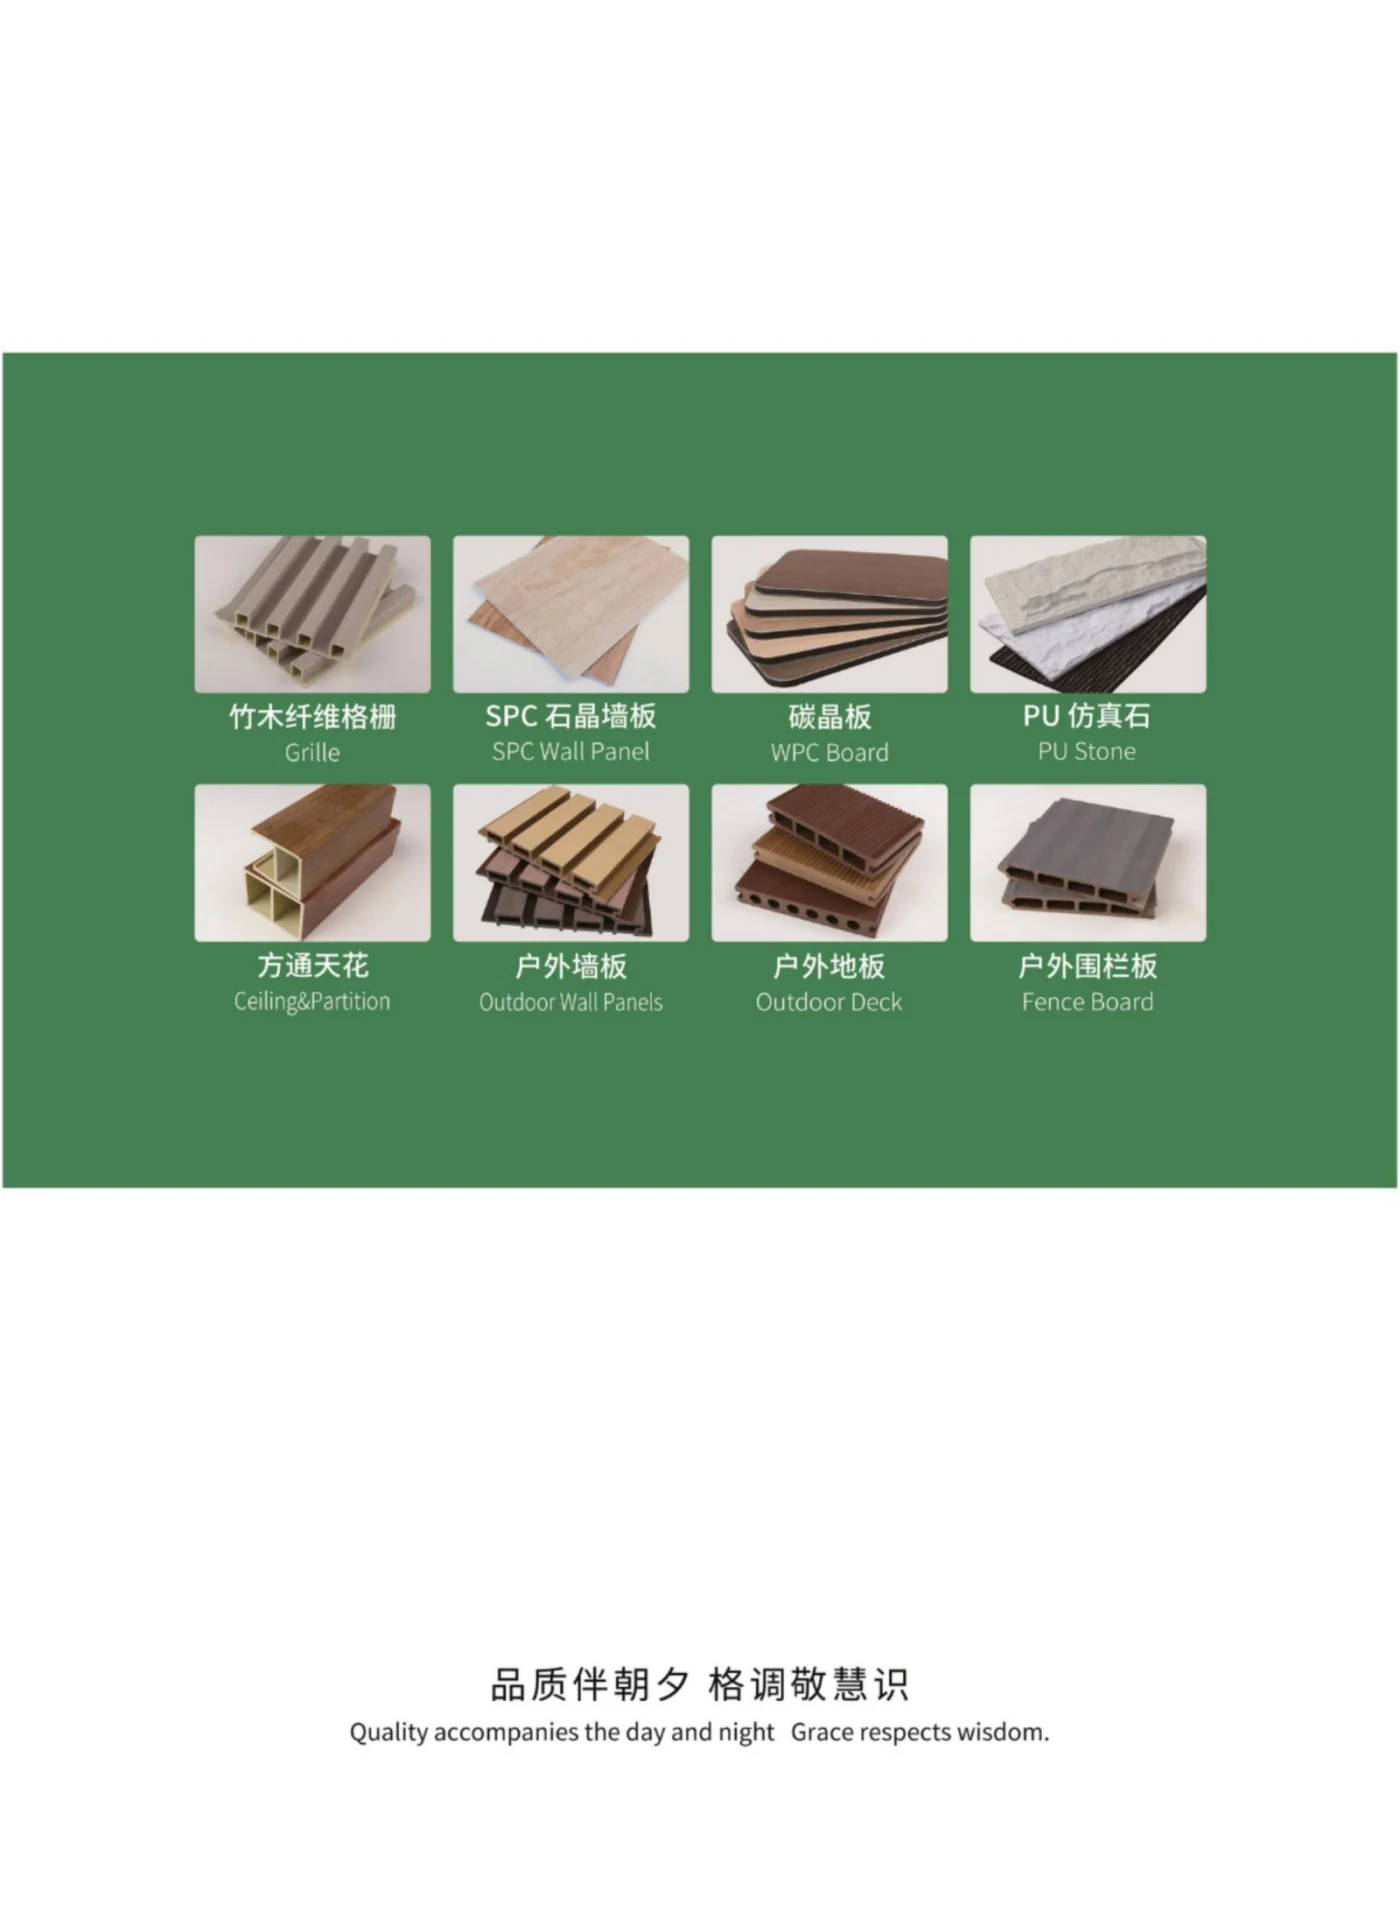 竹木纤维格栅
Grille
SPC 石晶墙板
SPC Wall Panel
碳晶板
WPC Board
PU 仿真石
PU Stone
方通天花
Ceiling&Partition
户外墙板
Outdoor Wall Panels
户外地板
Outdoor Deck
户外围栏板
Fence Board
品质伴朝夕 格调敬慧识
Quality accompanies the day and night Grace respects wisdom.